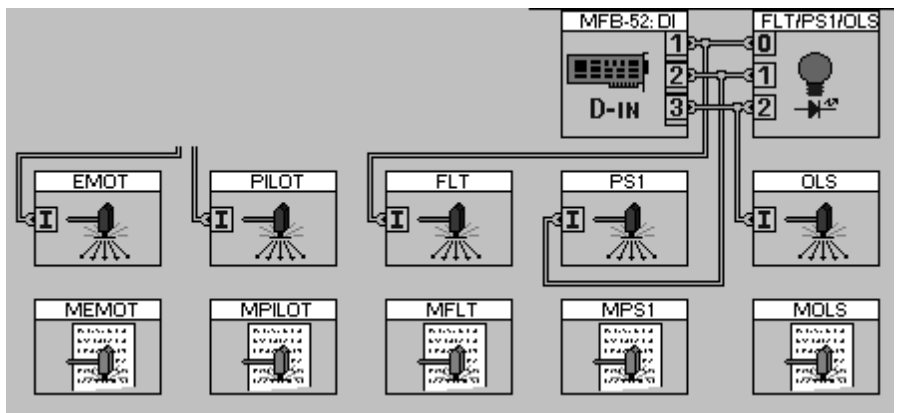 MFB-52: DI
FLT/PS1/OLS
1
2
3
D-IN
0
1
2
EMOT
I
PILOT
I
FLT
I
PS1
I
OLS
I
MEMOT
MPILOT
MFLT
MPS1
MOLS